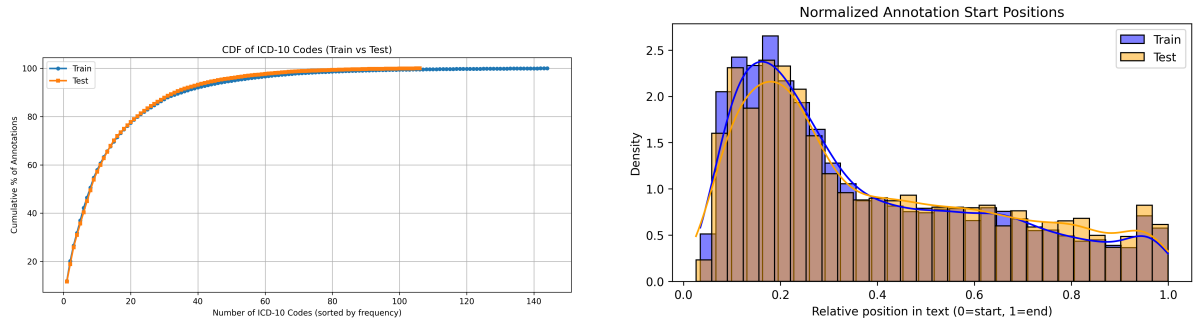 CDF of ICD-10 Codes (Train vs Test)
Train
Test
Cumulative % of Annotations
100
80
60
40
20
0 20 40 60 80 100 120 140
Number of ICD-10 Codes (sorted by frequency)
Normalized Annotation Start Positions
Train
Test
Density
2.5
2.0
1.5
1.0
0.5
0.0
0.0 0.2 0.4 0.6 0.8 1.0
Relative position in text (0=start, 1=end)